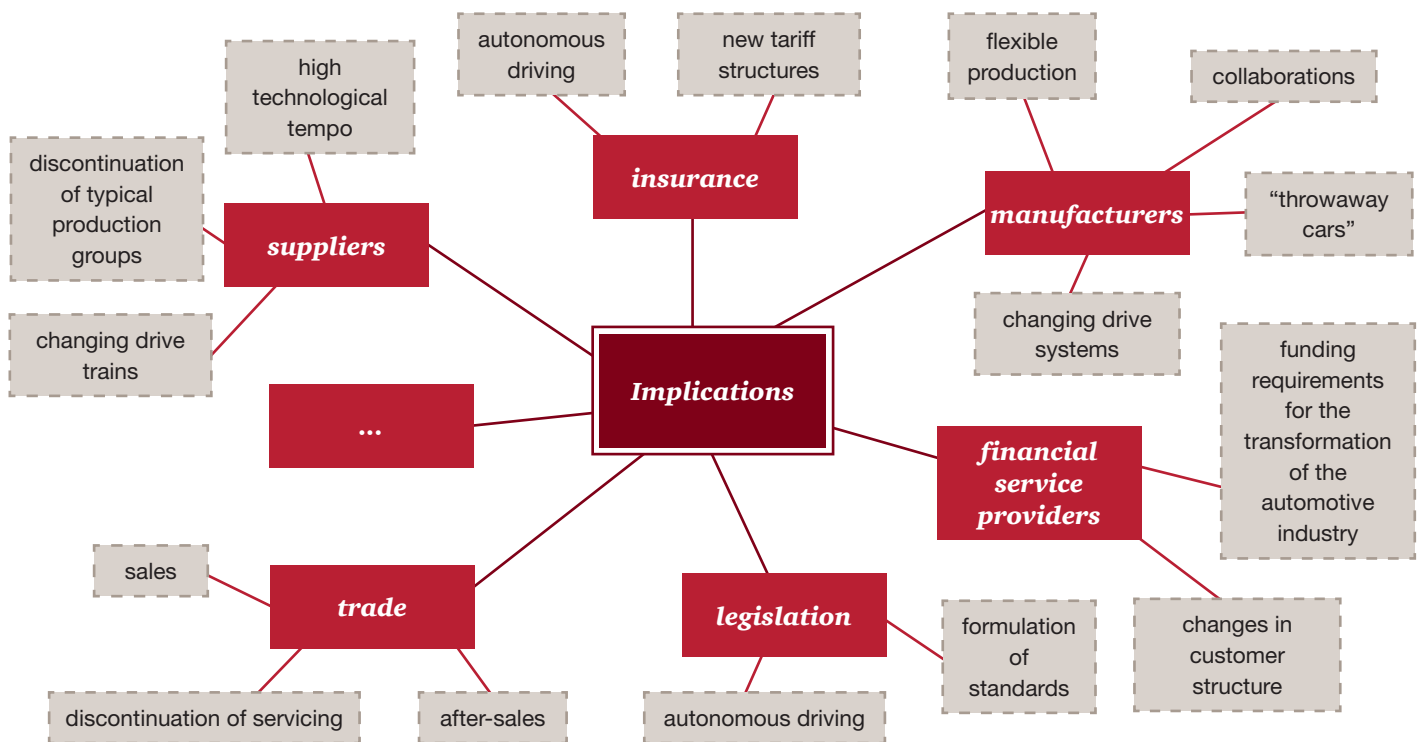 autonomous
driving
new tariff
structures
flexible
production
collaborations
high
technological
tempo
discontinuation
of typical
production
groups
insurance
manufacturers
“throwaway
cars”
suppliers
changing drive
trains
changing drive
systems
Implications
...
financial
service
providers
funding
requirements
for the
transformation
of the
automotive
industry
sales
trade
legislation
formulation
of
standards
changes in
customer
structure
discontinuation of servicing
after-sales
autonomous driving